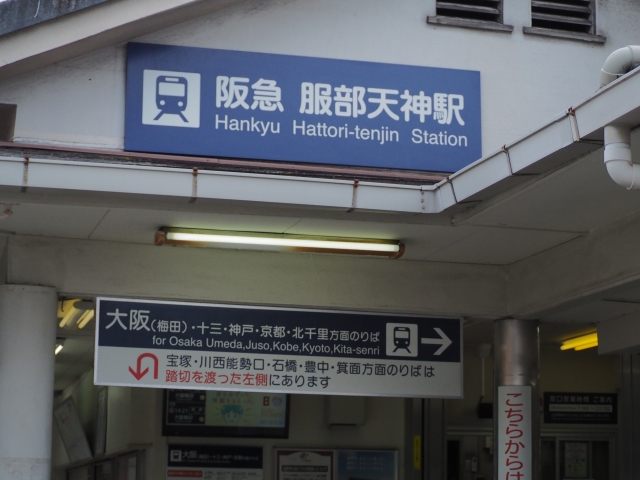 阪急 服部天神駅
Hankyu Hattori-tenjin Station
大阪(梅田)・十三・神戸・京都・北千里方面のりば
for Osaka Umeda,Juso,Kobe,Kyoto,Kita-senri
宝塚・川西能勢口・石橋・豊中・箕面方面のりばは
踏切を渡った左側にあります
こちらからは